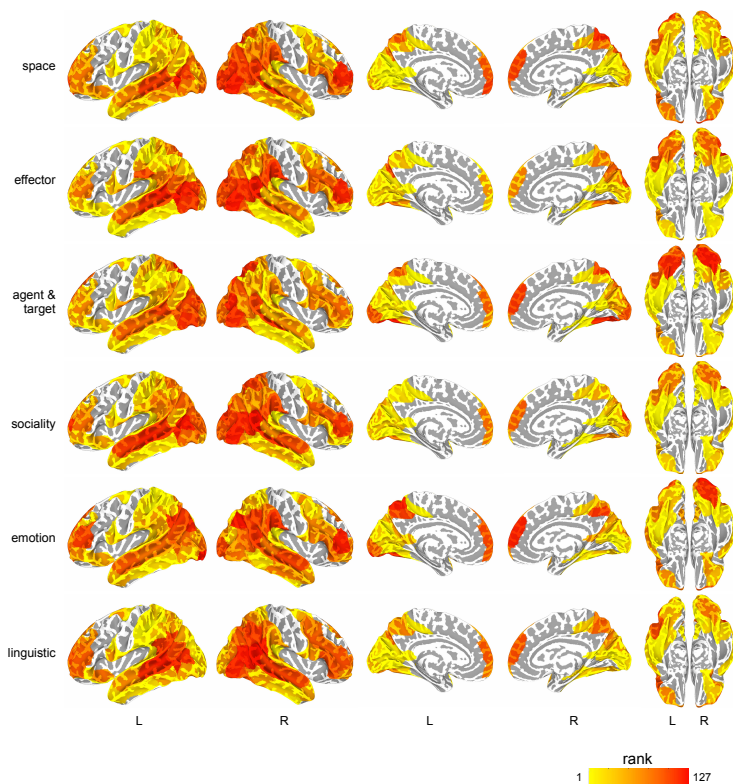 space
effector
agent &
target
sociality
emotion
linguistic
L R L R L R
rank
1 127